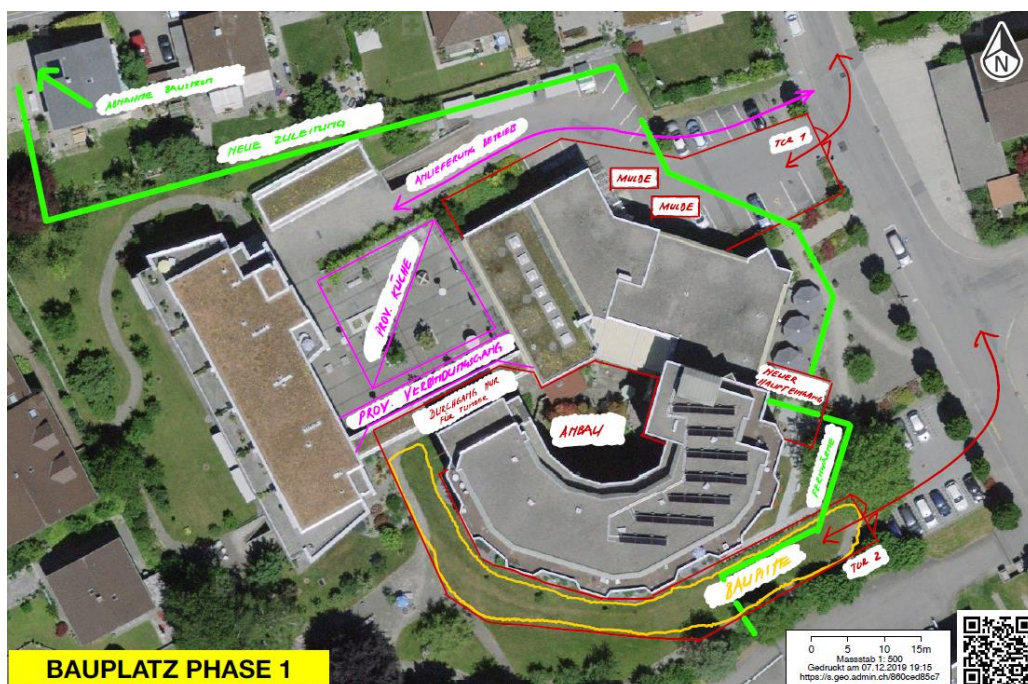 N
ABNAHME BAUSTROM
NEUE ZULEITUNG
ANLIEFERUNG BETRIEB
TOR 1
MULDE
MULDE
PROV. KÜCHE
PROV. VERBINDUNGSGANG
DURCHGANG NUR
FÜR TUMAR
NEUER
HAUPTEINGANG
ANBAU
FERNWÄRME
BAUPISTE
TOR 2
BAUPLATZ PHASE 1
0 5 10 15m
Massstab 1: 500
Gedruckt am 07.12.2019 19:15
https://s.geo.admin.ch/860ced85c7